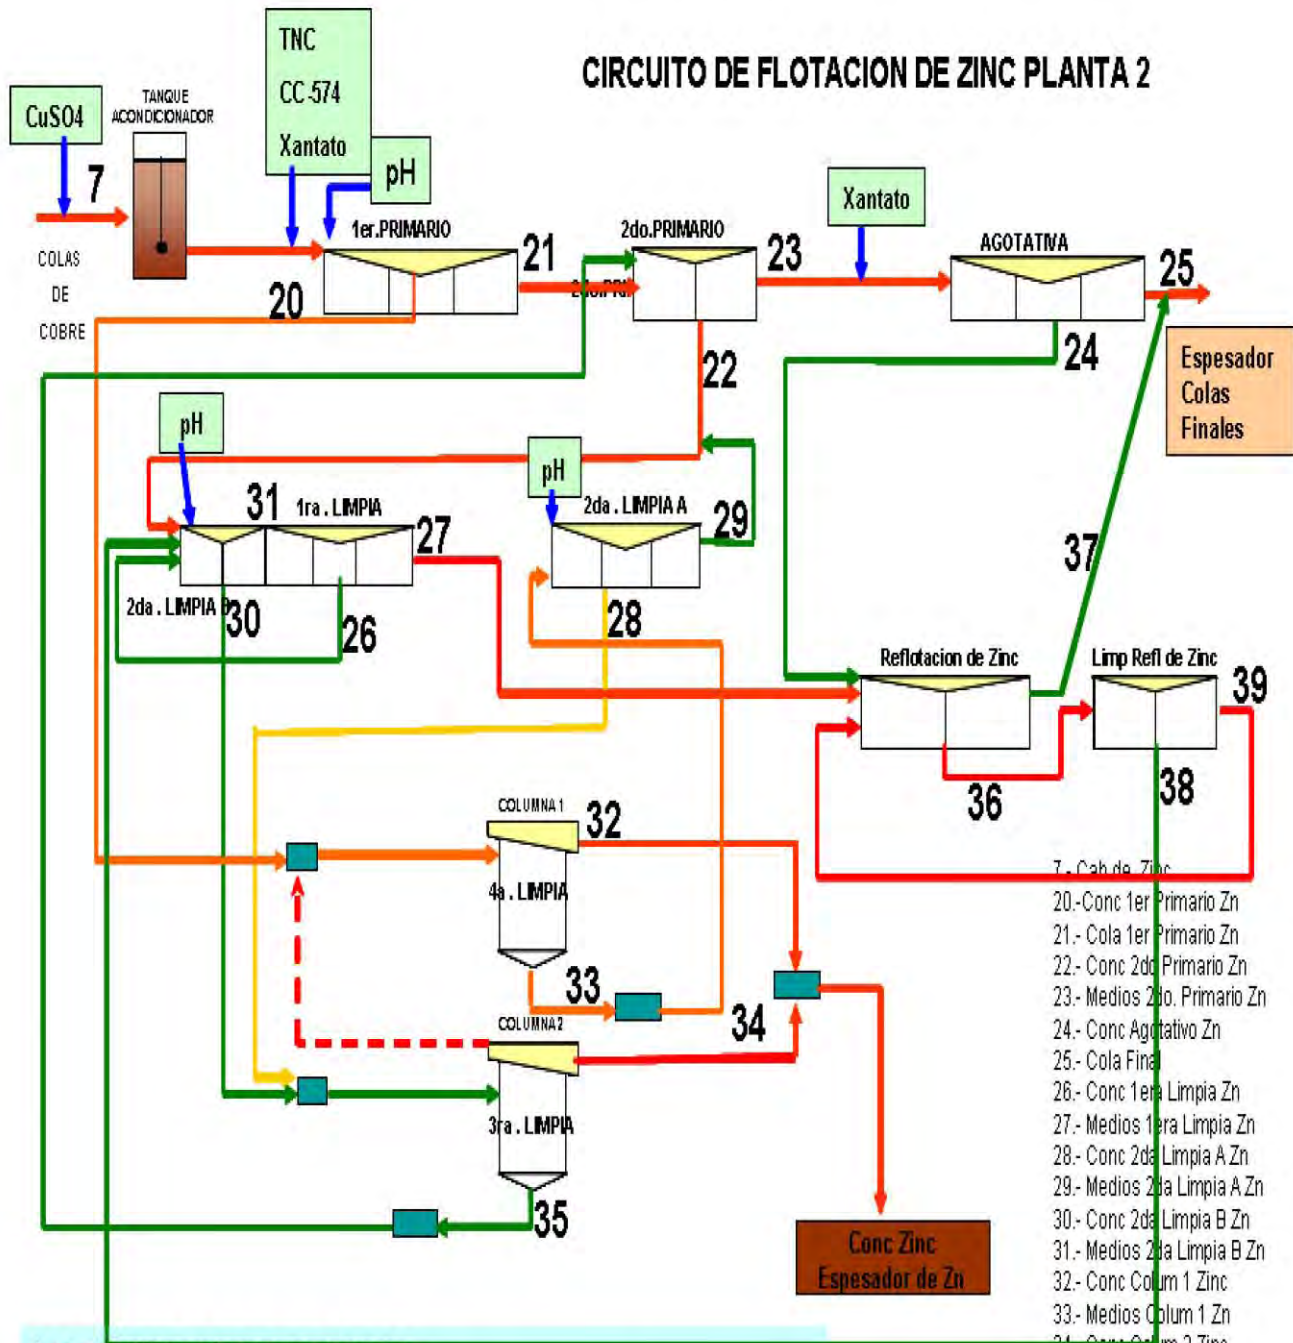 CIRCUITO DE FLOTACION DE ZINC PLANTA 2
TNC
CC-574
Xantato
CuSO4
TANQUE
ACONDICIONADOR
pH
7
1er.PRIMARIO
2do.PRIMARIO
Xantato
AGOTATIVA
COLAS
DE
COBRE
20
21
23
25
22
24
Espesador
Colas
Finales
pH
pH
31
1ra . LIMPIA
27
2da . LIMPIA A
29
37
2da . LIMPIA
30
26
28
Reflotacion de Zinc
Limp Refl de Zinc
39
36
38
COLUMNA 1
32
4a. LIMPIA
33
COLUMNA 2
34
3ra . LIMPIA
35
Conc Zinc
Espesador de Zn
7.- Cab de Zinc
20.-Conc 1er Primario Zn
21.- Cola 1er Primario Zn
22.- Conc 2do Primario Zn
23.- Medios 2do. Primario Zn
24.- Conc Agotativo Zn
25.- Cola Final
26.- Conc 1era Limpia Zn
27.- Medios 1era Limpia Zn
28.- Conc 2da Limpia A Zn
29.- Medios 2da Limpia A Zn
30.- Conc 2da Limpia B Zn
31.- Medios 2da Limpia B Zn
32.- Conc Colum 1 Zinc
33.- Medios Colum 1 Zn